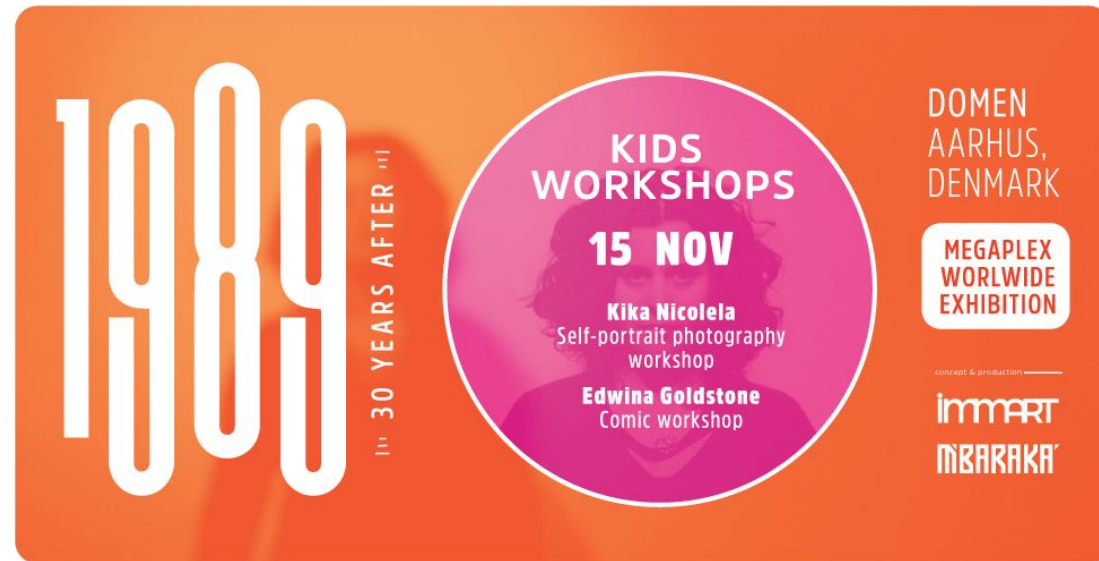 1989
30 YEARS AFTER
KIDS
WORKSHOPS
15 NOV
Kika Nicolela
Self-portrait photography
workshop
Edwina Goldstone
Comic workshop
DOMEN
AARHUS,
DENMARK
MEGAPLEX
WORLWIDE
EXHIBITION
concept & production
immART
MBARAKÁ